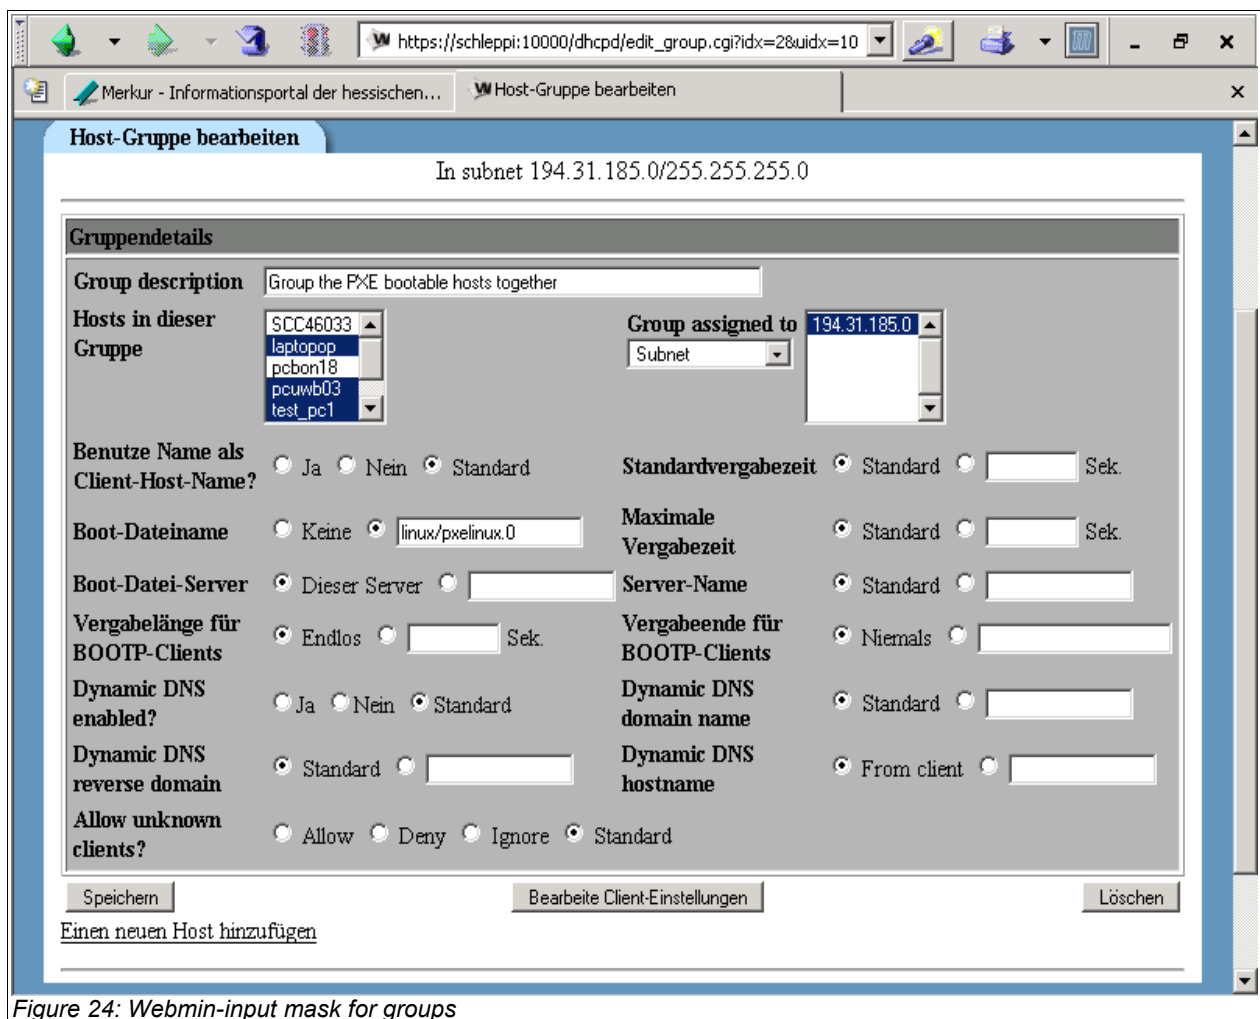 https://schleppi:10000/dhcpd/edit_group.cgi?idx=2&uidx=10
Merkur - Informationsportal der hessischen...
Host-Gruppe bearbeiten
Host-Gruppe bearbeiten
In subnet 194.31.185.0/255.255.255.0
Gruppendetails
Group description Group the PXE bootable hosts together
Hosts in dieser Gruppe
SCC46033
laptopop
pcbon18
pcuwb03
test_pc1
Group assigned to 194.31.185.0
Subnet
Benutze Name als Client-Host-Name? Ja Nein Standard
Standardvergabezeit Standard Sek.
Boot-Dateiname Keine linux/pxelinux.0
Maximale Vergabezeit Standard Sek.
Boot-Datei-Server Dieser Server
Server-Name Standard
Vergabelänge für BOOTP-Clients Endlos Sek.
Vergabeende für BOOTP-Clients Niemals
Dynamic DNS enabled? Ja Nein Standard
Dynamic DNS domain name Standard
Dynamic DNS reverse domain Standard
Dynamic DNS hostname From client
Allow unknown clients? Allow Deny Ignore Standard
Speichern Bearbeite Client-Einstellungen Löschen
Einen neuen Host hinzufügen
Figure 24: Webmin-input mask for groups